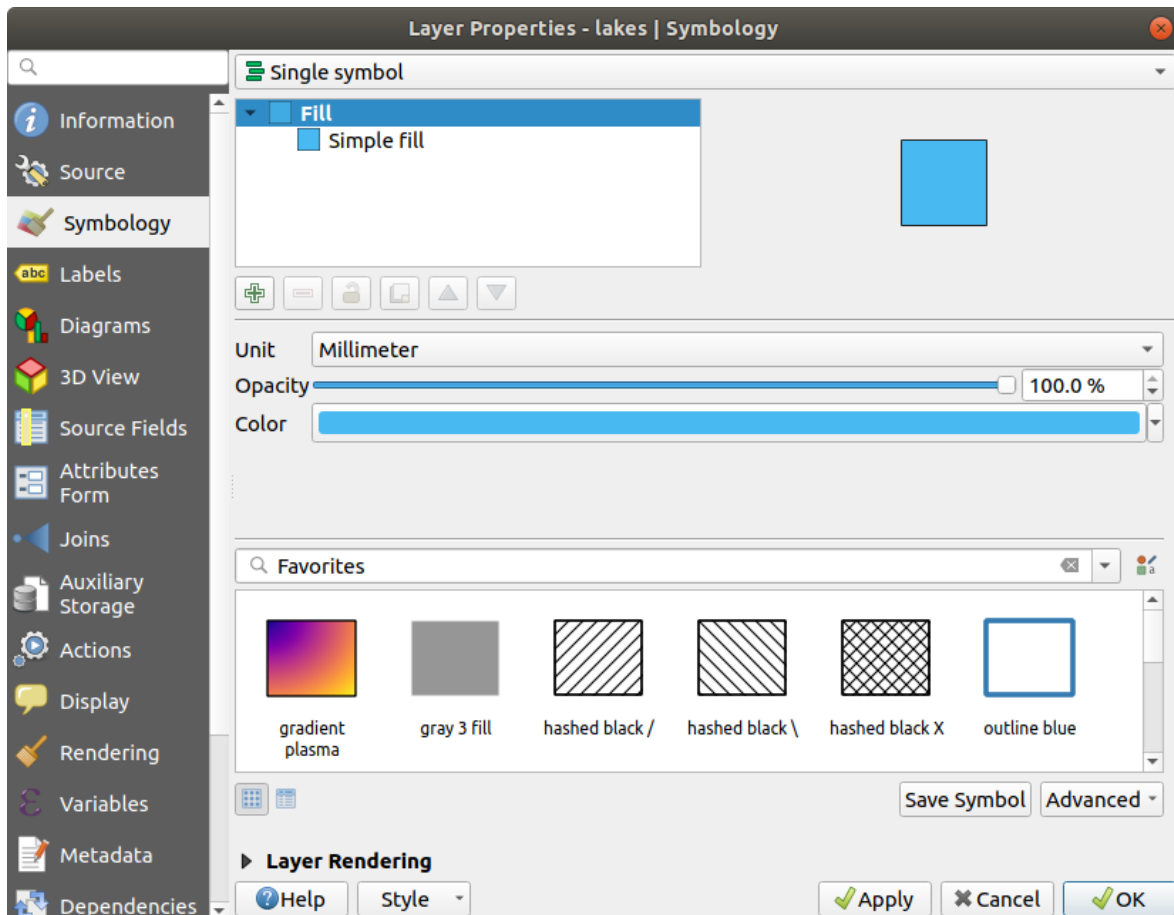 Layer Properties - lakes | Symbology
Information
Source
Symbology
abc Labels
Diagrams
3D View
Source Fields
Attributes
Form
Joins
Auxiliary
Storage
Actions
Display
Rendering
Variables
Metadata
Dependencies
Single symbol
Fill
Simple fill
Unit Millimeter
Opacity 100.0 %
Color
Favorites
gradient
plasma
gray 3 fill
hashed black /
hashed black \
hashed black X
outline blue
Save Symbol Advanced
Layer Rendering
Help Style Apply Cancel OK